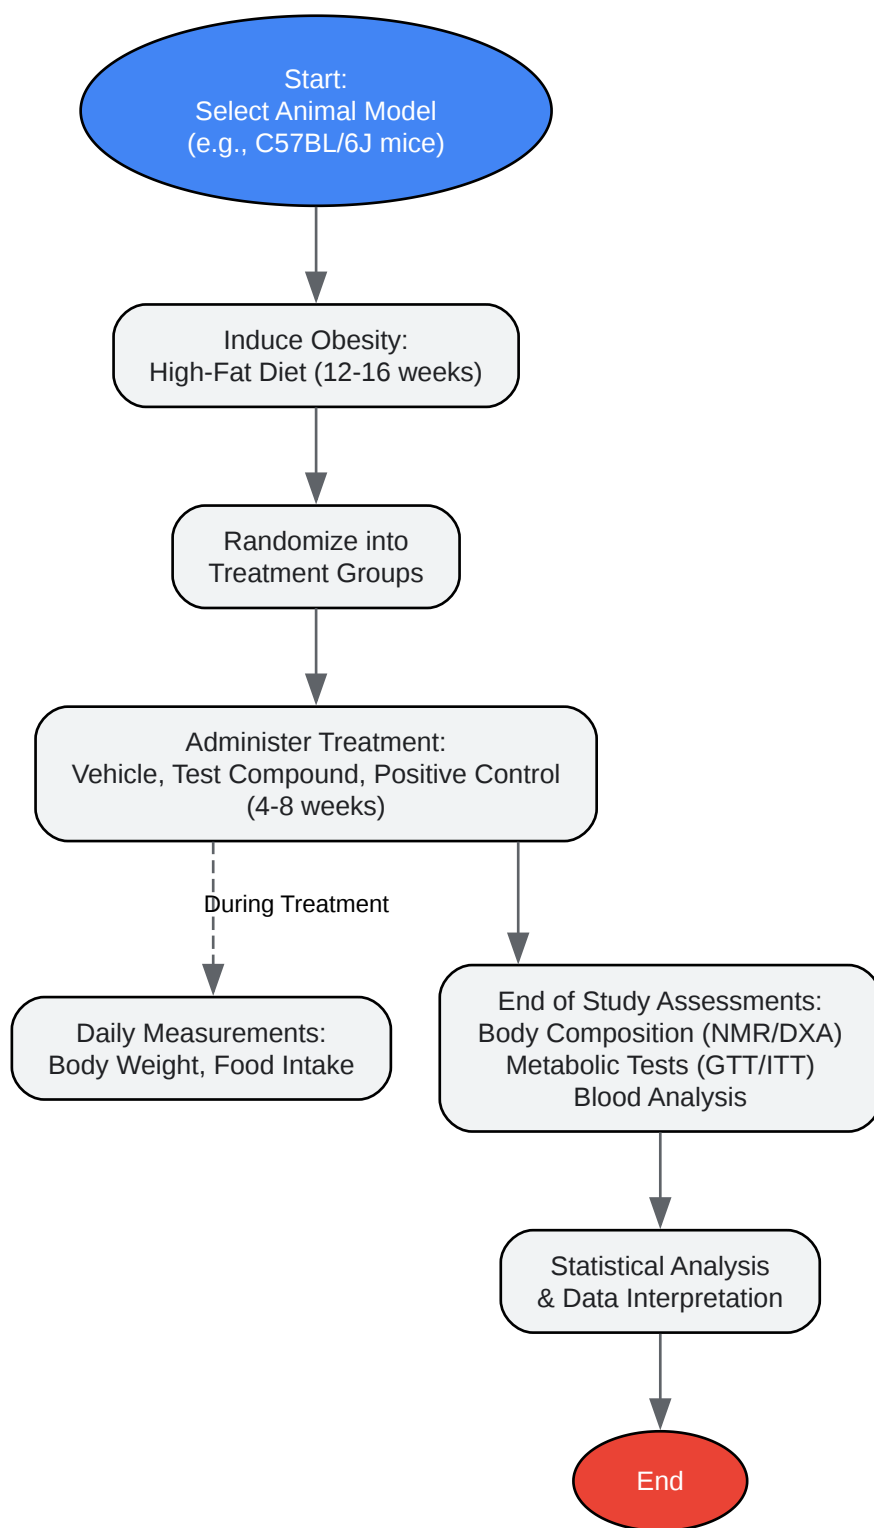 Start:
Select Animal Model
(e.g., C57BL/6J mice)
Induce Obesity:
High-Fat Diet (12-16 weeks)
Randomize into
Treatment Groups
Administer Treatment:
Vehicle, Test Compound, Positive Control
(4-8 weeks)
During Treatment
Daily Measurements:
Body Weight, Food Intake
End of Study Assessments:
Body Composition (NMR/DXA)
Metabolic Tests (GTT/ITT)
Blood Analysis
Statistical Analysis
& Data Interpretation
End